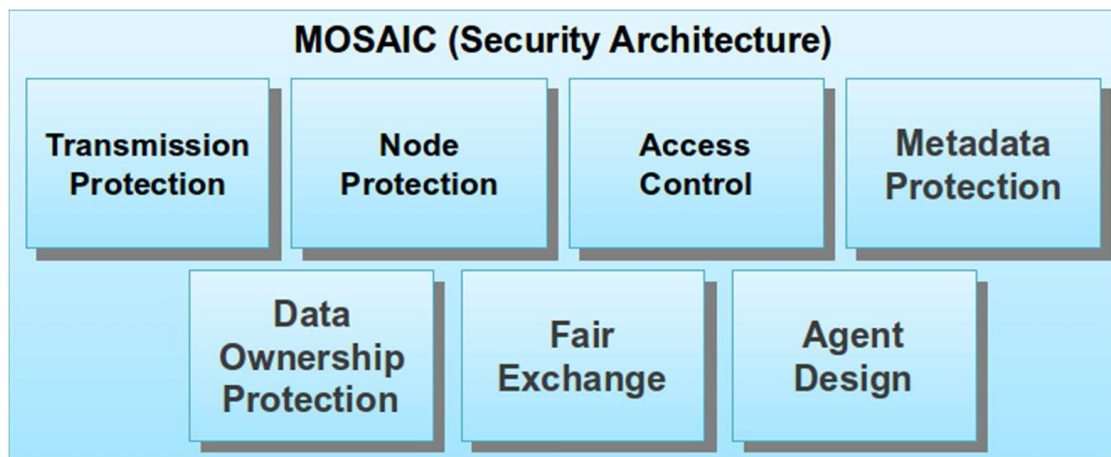 MOSAIC (Security Architecture)
Transmission
Protection
Node
Protection
Access
Control
Metadata
Protection
Data
Ownership
Protection
Fair
Exchange
Agent
Design